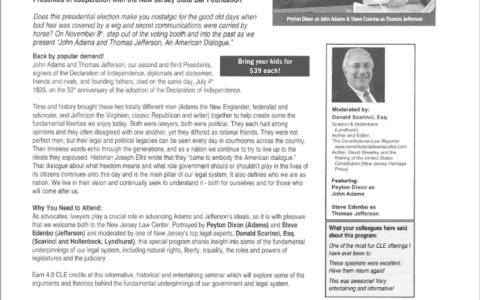 Presented in cooperation with the New Jersey State Bar Foundation
Does this presidential election make you nostalgic for the good old days when
bad hair was covered by a wig and secret communications were carried by
horse? On November 8th, step out of the voting booth and into the past as we
present "John Adams and Thomas Jefferson, An American Dialogue."
Back by popular demand!
John Adams and Thomas Jefferson, our second and third Presidents,
signers of the Declaration of Independence, diplomats and statesmen,
friends and rivals, and founding fathers, died on the same day, July 4th
1826, on the 50th anniversary of the adoption of the Declaration of Independence.
Bring your kids for
$39 each!
Time and history brought these two totally different men (Adams the New Englander, federalist and
advocate, and Jefferson the Virginian, classic Republican and writer) together to help create some the
fundamental liberties we enjoy today. Both were lawyers, both were political. They each had strong
opinions and they often disagreed with one another, yet they differed as rational friends. They were not
perfect men, but their legal and political legacies can be seen every day in courtrooms across the country.
Their timeless words echo through the generations, and as a nation we continue to try to live up to the
ideals they espoused. Historian Joseph Ellis wrote that they "came to embody the American dialogue."
That dialogue about what freedom means and what role government should or shouldn't play in the lives of
its citizens continues unto this day and is the main pillar of our legal system. It also defines who we are as
nation. We live in their vision and continually seek to understand it - both for ourselves and for those who
will come after us.
Why You Need to Attend:
As advocates, lawyers play a crucial role in advancing Adams and Jefferson's ideals, so it is with pleasure
that we welcome both to the New Jersey Law Center. Portrayed by Peyton Dixon (Adams) and Steve
Edenbo (Jefferson) and moderated by one of New Jersey's top legal experts, Donald Scarinci, Esq.
(Scarinci and Hollenbeck, Lyndhurst), this special program shares insight into some of the fundamental
underpinnings of our legal system, including natural rights, liberty, equality, the roles and powers of
legislatures and the judiciary.
Earn 4.0 CLE credits at this informative, historical and entertaining seminar which will explore some of the
arguments and theories behind the fundamental underpinnings of our government and legal system.
Peyton Dixon as John Adams & Steve Edenbo as Thomas Jefferson
Moderated by:
Donald Scarinci, Esq.
Scarinci & Hollenbeck
(Lyndhurst)
Author and Editor,
The Constitutional Law Reporter
www.constitutionallawreporter.com
Author, David Brearley and the
Making of the United States
Constitution (New Jersey Heritage
Press)
Featuring:
Peyton Dixon as
John Adams
Steve Edenbo as
Thomas Jefferson
What your colleagues have said
about this program:
One of the most fun CLE offerings I
have ever been to.
These speakers were excellent.
Have them return again!
This was awesome! Very
entertaining and informative!